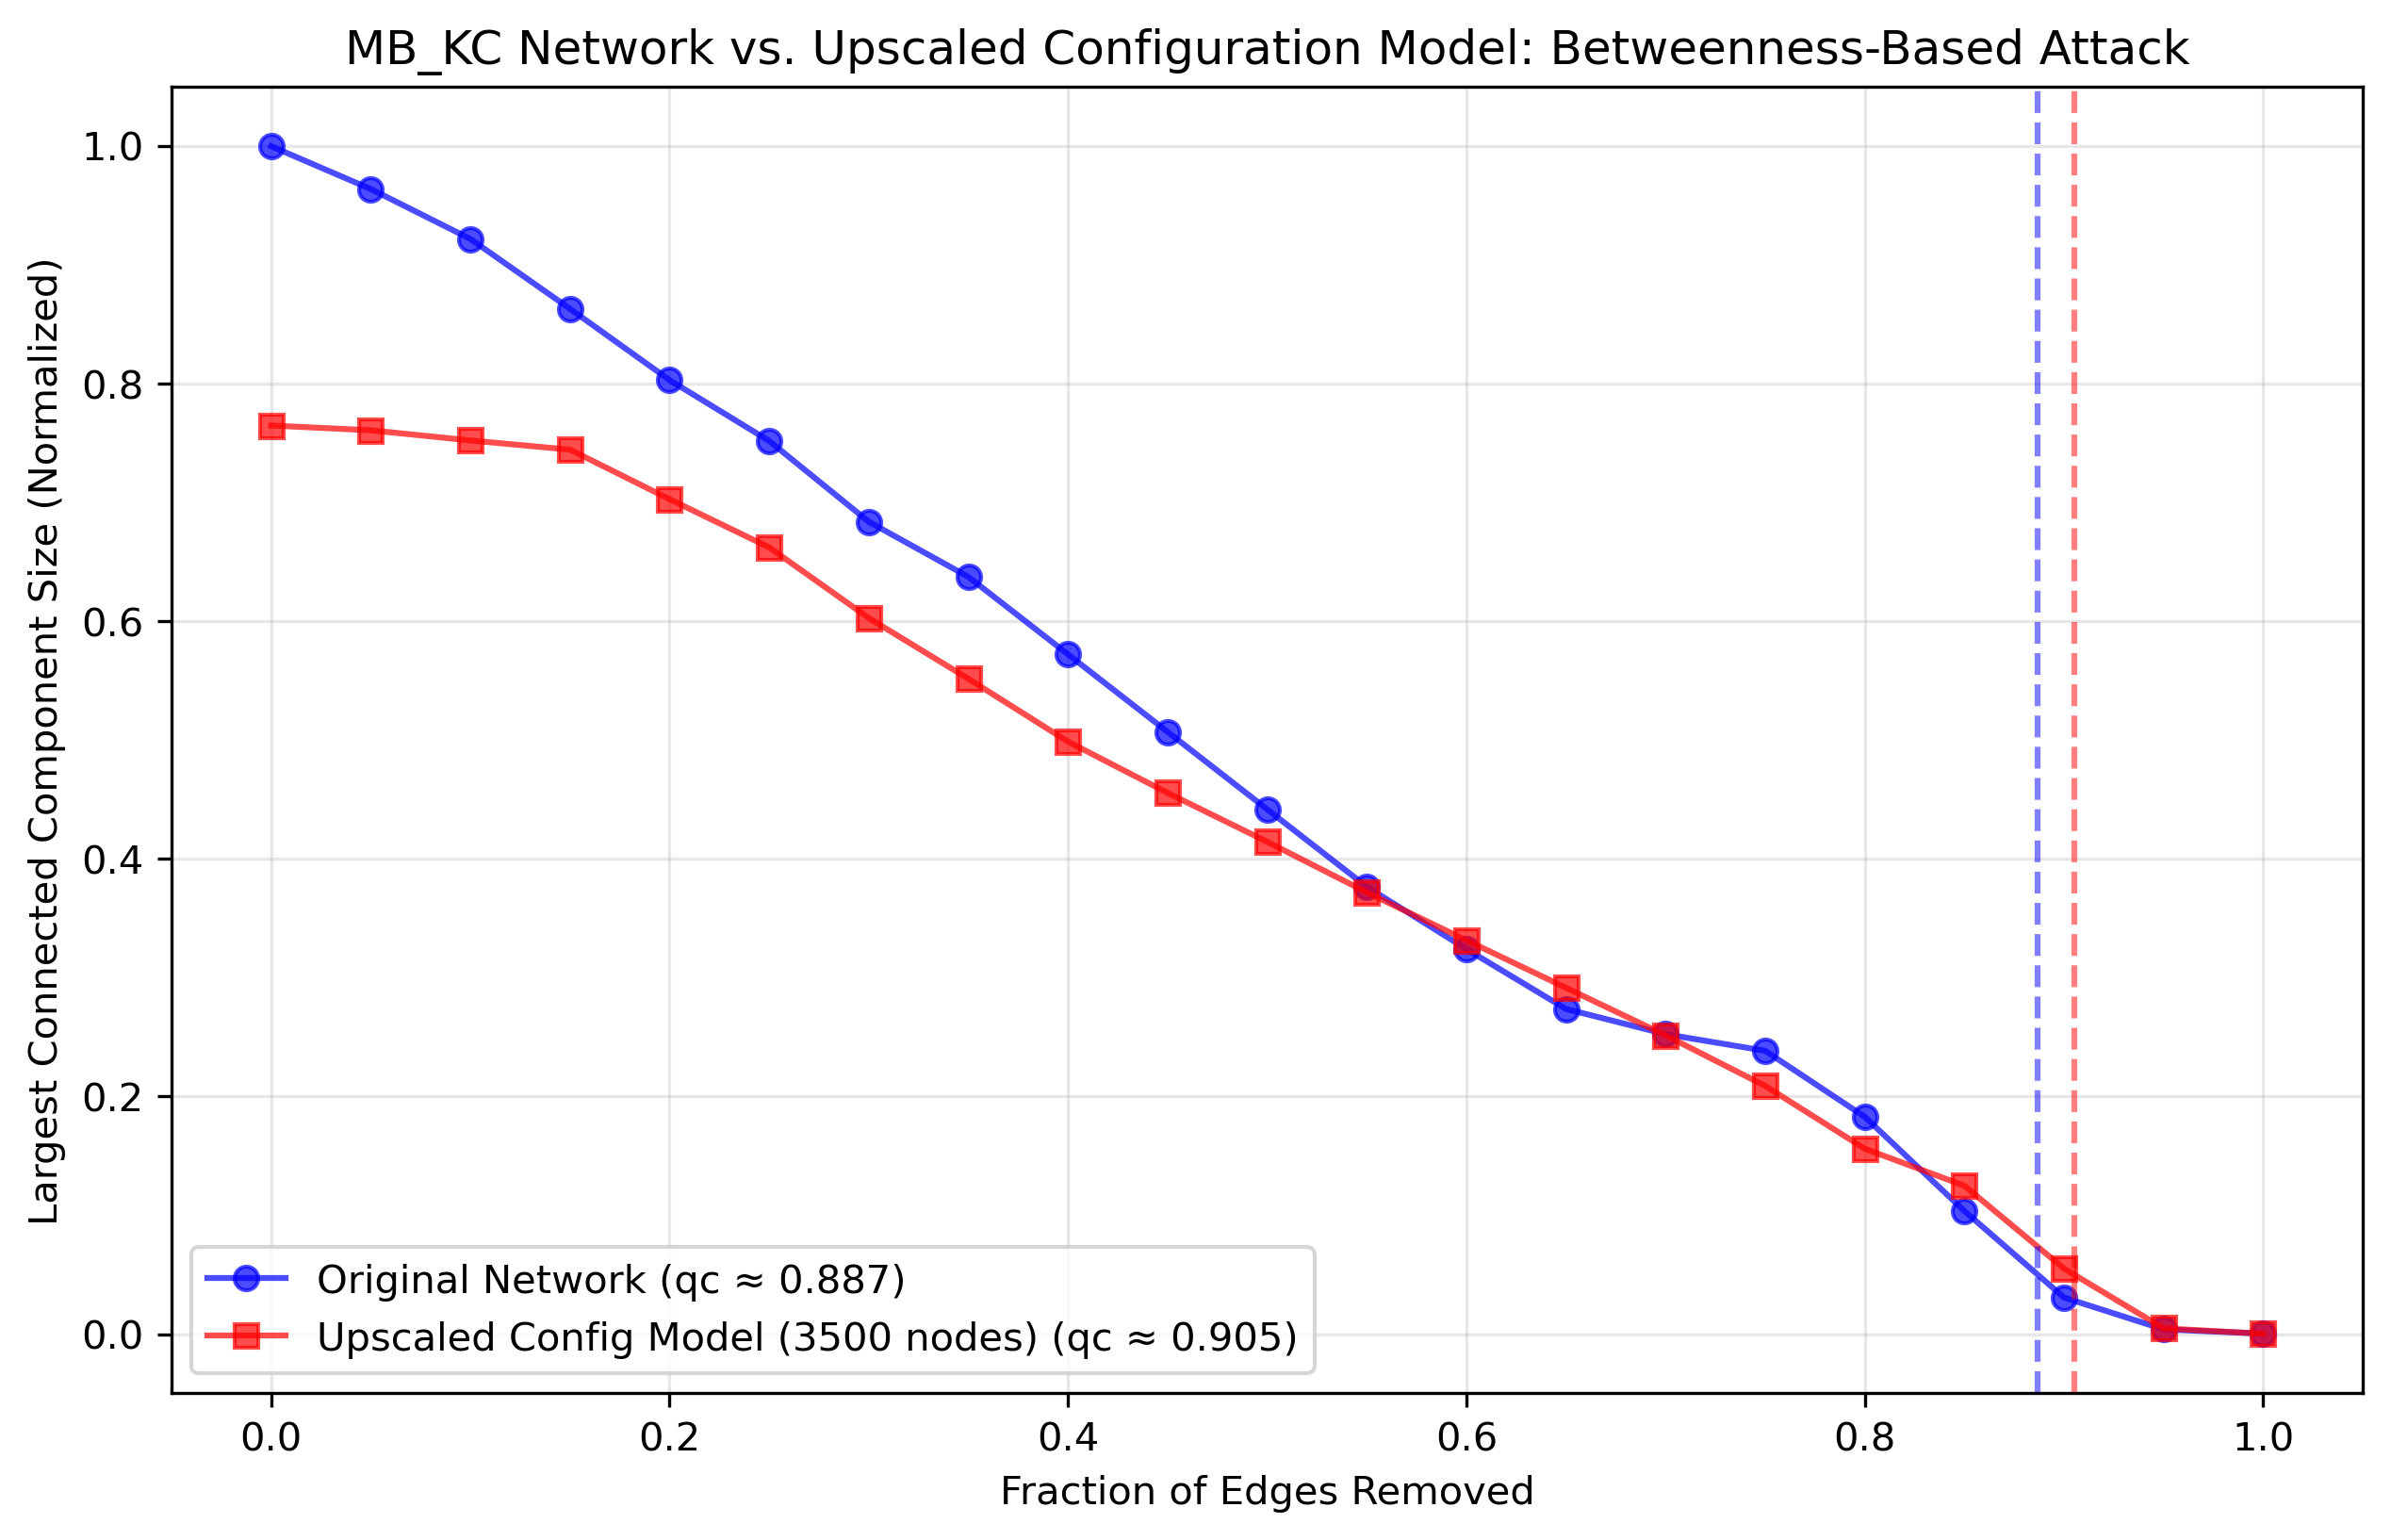 MB_KC Network vs. Upscaled Configuration Model: Betweenness-Based Attack
Largest Connected Component Size (Normalized)
1.0
0.8
0.6
0.4
0.2
0.0
Original Network (qc ≈ 0.887)
Upscaled Config Model (3500 nodes) (qc ≈ 0.905)
0.0 0.2 0.4 0.6 0.8 1.0
Fraction of Edges Removed